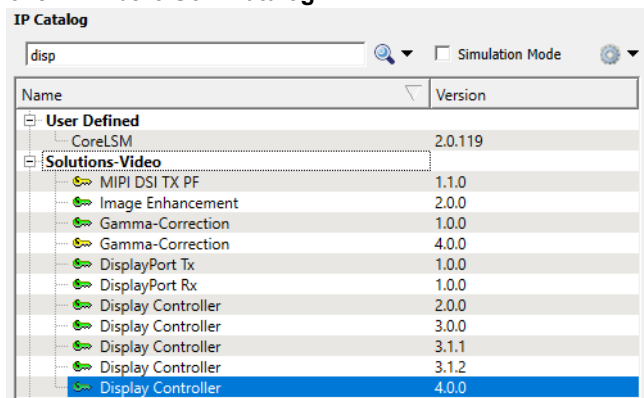 IP Catalog
disp
Simulation Mode
Name Version
User Defined
CoreLSM 2.0.119
Solutions-Video
MIPI DSI TX PF 1.1.0
Image Enhancement 2.0.0
Gamma-Correction 1.0.0
Gamma-Correction 4.0.0
DisplayPort Tx 1.0.0
DisplayPort Rx 1.0.0
Display Controller 2.0.0
Display Controller 3.0.0
Display Controller 3.1.1
Display Controller 3.1.2
Display Controller 4.0.0